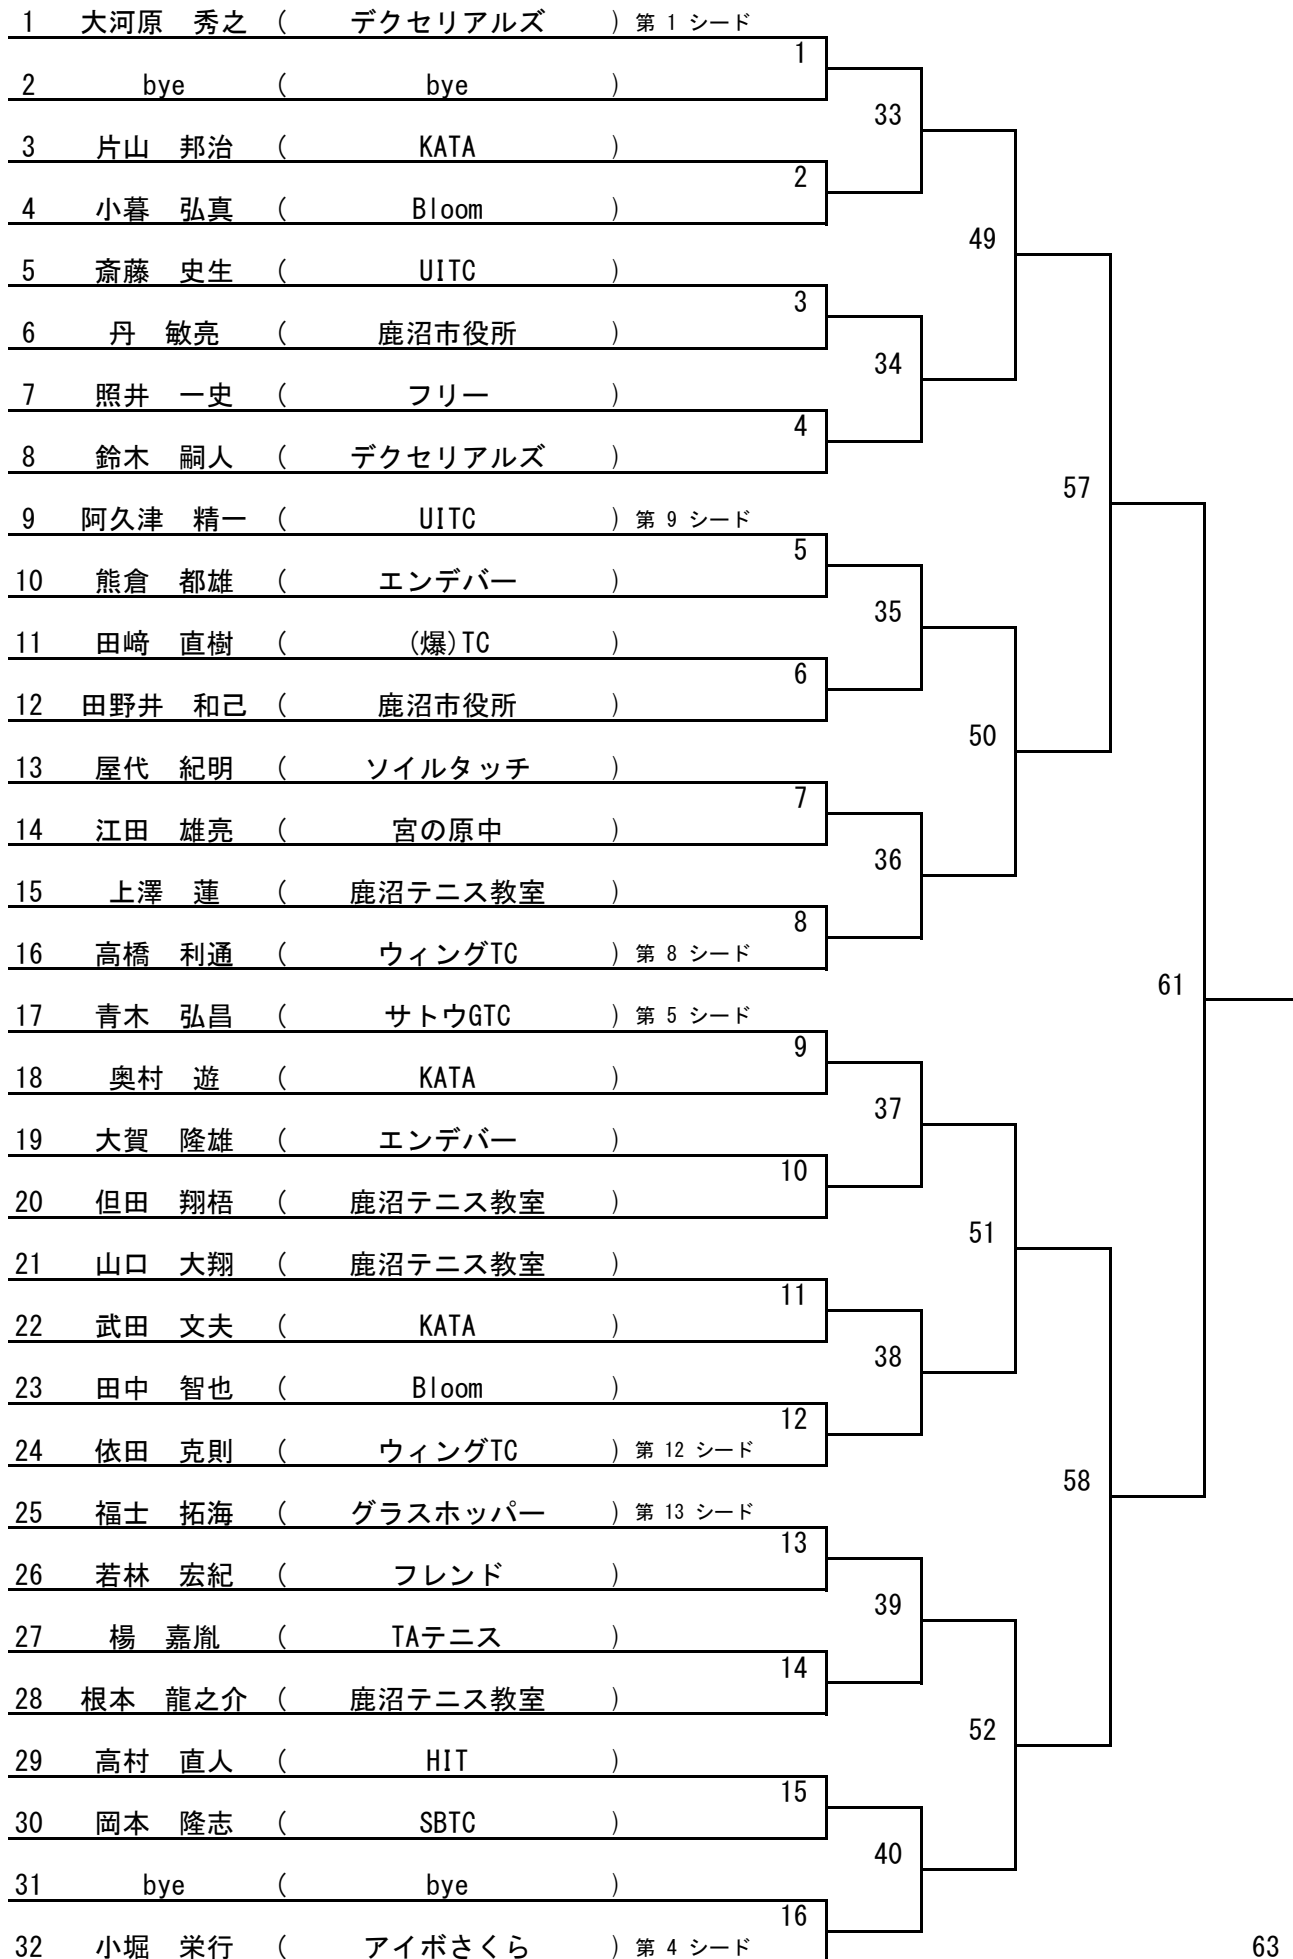 1 大河原 秀之 ( デクセリアルズ ) 第 1 シード
1
2 bye ( bye )
33
3 片山 邦治 ( KATA )
2
4 小暮 弘真 ( Bloom )
49
5 斎藤 史生 ( UITC )
3
6 丹 敏亮 ( 鹿沼市役所 )
34
7 照井 一史 ( フリー )
4
8 鈴木 嗣人 ( デクセリアルズ )
57
9 阿久津 精一 ( UITC ) 第 9 シード
5
10 熊倉 都雄 ( エンデバー )
35
11 田﨑 直樹 ( (爆)TC )
6
12 田野井 和己 ( 鹿沼市役所 )
50
13 屋代 紀明 ( ソイルタッチ )
7
14 江田 雄亮 ( 宮の原中 )
36
15 上澤 蓮 ( 鹿沼テニス教室 )
8
16 高橋 利通 ( ウィングTC ) 第 8 シード
61
17 青木 弘昌 ( サトウGTC ) 第 5 シード
9
18 奥村 遊 ( KATA )
37
19 大賀 隆雄 ( エンデバー )
10
20 但田 翔梧 ( 鹿沼テニス教室 )
51
21 山口 大翔 ( 鹿沼テニス教室 )
11
22 武田 文夫 ( KATA )
38
23 田中 智也 ( Bloom )
12
24 依田 克則 ( ウィングTC ) 第 12 シード
58
25 福士 拓海 ( グラスホッパー ) 第 13 シード
13
26 若林 宏紀 ( フレンド )
39
27 楊 嘉胤 ( TAテニス )
14
28 根本 龍之介 ( 鹿沼テニス教室 )
52
29 高村 直人 ( HIT )
15
30 岡本 隆志 ( SBTC )
40
31 bye ( bye )
16
32 小堀 栄行 ( アイボさくら ) 第 4 シード
63